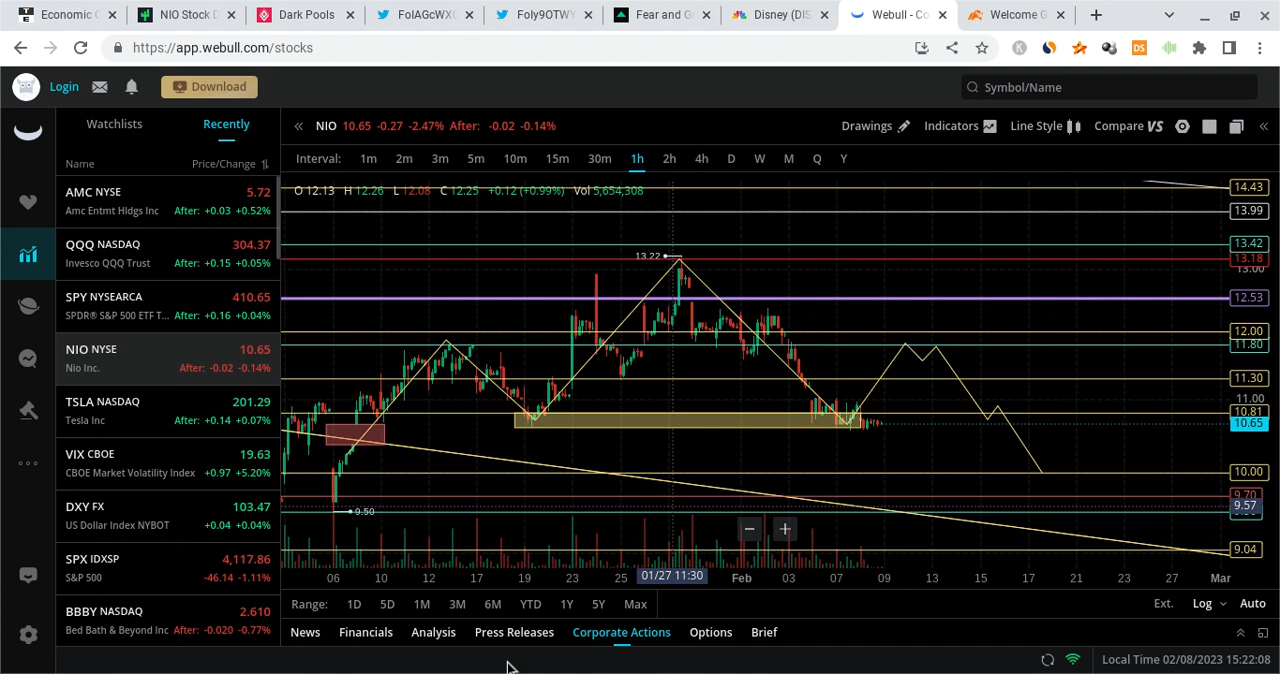 Economic C
NIO Stock D
Dark Pools
FoIAGcWXC
FoIy9OTWY
Fear and Gr
Disney (DIS
Webull - Co
Welcome G
https://app.webull.com/stocks
K
DS
Login
Download
Symbol/Name
Watchlists
Recently
NIO 10.65 -0.27 -2.47% After: -0.02 -0.14%
Drawings
Indicators
Line Style
Compare VS
Name
Price/Change
Interval: 1m 2m 3m 5m 10m 15m 30m 1h 2h 4h D W M Q Y
O 12.13 H 12.26 L 12.08 C 12.25 +0.12 (+0.99%) Vol 5,654,308
AMC NYSE 5.72
Amc Entmt Hldgs Inc After: +0.03 +0.52%
QQQ NASDAQ 304.37
Invesco QQQ Trust After: +0.15 +0.05%
SPY NYSEARCA 410.65
SPDR® S&P 500 ETF T... After: +0.16 +0.04%
NIO NYSE 10.65
Nio Inc. After: -0.02 -0.14%
TSLA NASDAQ 201.29
Tesla Inc After: +0.14 +0.07%
VIX CBOE 19.63
CBOE Market Volatility Index +0.97 +5.20%
DXY FX 103.47
US Dollar Index NYBOT +0.04 +0.04%
SPX IDXSP 4,117.86
S&P 500 -46.14 -1.11%
BBBY NASDAQ 2.610
Bed Bath & Beyond Inc After: -0.020 -0.77%
13.22
9.50
14.43
13.99
13.42
13.18
13.00
12.53
12.00
11.80
11.30
11.00
10.81
10.65
10.00
9.70
9.57
9.04
06 10 12 17 19 23 25 01/27 11:30 Feb 03 07 09 13 15 17 21 23 27 Mar
Range: 1D 5D 1M 3M 6M YTD 1Y 5Y Max
Ext. Log Auto
News Financials Analysis Press Releases Corporate Actions Options Brief
Local Time 02/08/2023 15:22:08